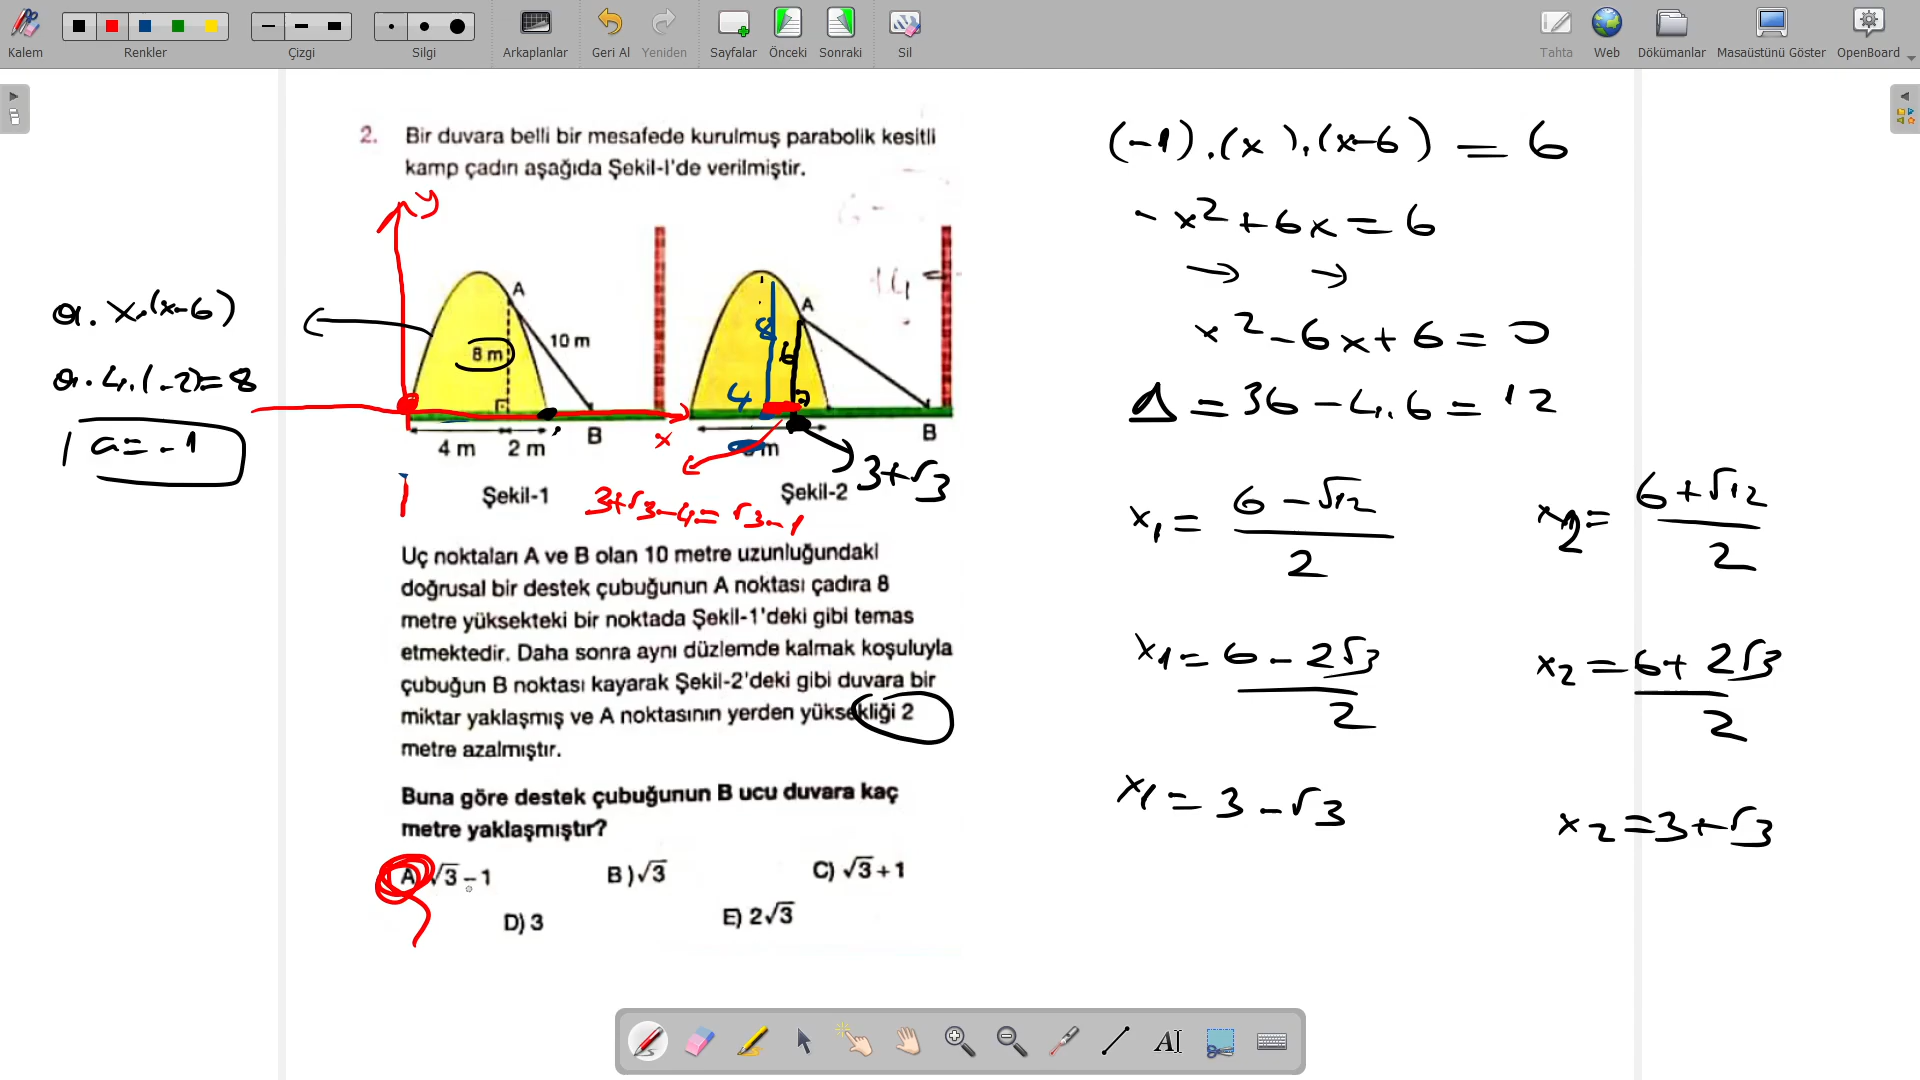 Kalem
Renkler
Çizgi
Silgi
Arkaplanlar
Geri Al
Yeniden
Sayfalar
Önceki
Sonraki
Sil
Tahta
Web
Dökümanlar
Masaüstünü Göster
OpenBoard
2. Bir duvara belli bir mesafede kurulmuş parabolik kesitli
kamp çadırı aşağıda Şekil-I'de verilmiştir.
y
A
8 m
10 m
4 m
2 m
B
x
Şekil-1
A
8
6
4
m
B
Şekil-2
3+√3
3+√3-4=√3-1
a.x.(x-6)
a.4.(-2)=8
a=-1
Uç noktaları A ve B olan 10 metre uzunluğundaki
doğrusal bir destek çubuğunun A noktası çadıra 8
metre yüksekteki bir noktada Şekil-1'deki gibi temas
etmektedir. Daha sonra aynı düzlemde kalmak koşuluyla
çubuğun B noktası kayarak Şekil-2'deki gibi duvara bir
miktar yaklaşmış ve A noktasının yerden yüksekliği 2
metre azalmıştır.
Buna göre destek çubuğunun B ucu duvara kaç
metre yaklaşmıştır?
A) √3-1
B) √3
C) √3+1
D) 3
E) 2√3
(-1).(x).(x-6) = 6
-x²+6x=6
x²-6x+6=0
Δ=36-4.6=12
x₁= 6-√12 / 2
x₂= 6+√12 / 2
x₁= 6-2√3 / 2
x₂= 6+2√3 / 2
x₁=3-√3
x₂=3+√3